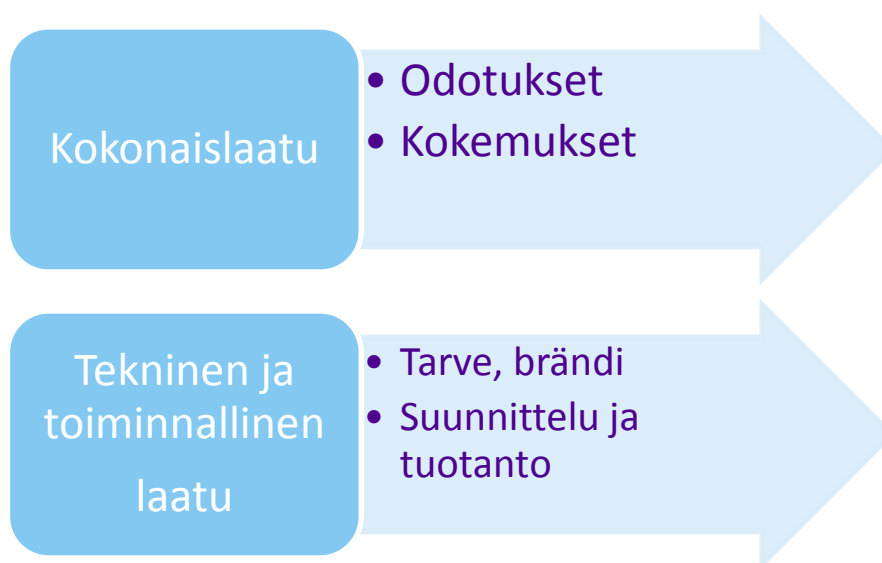 Kokonaislaatu
• Odotukset
• Kokemukset
Tekninen ja
toiminnallinen
laatu
• Tarve, brändi
• Suunnittelu ja
tuotanto